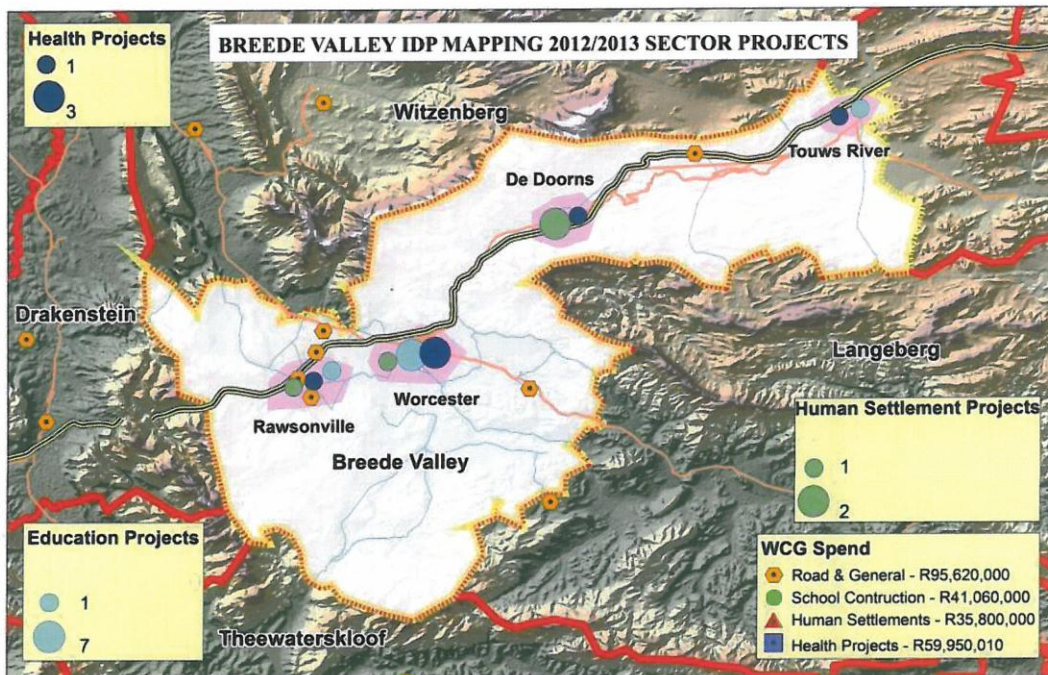 BREEDE VALLEY IDP MAPPING 2012/2013 SECTOR PROJECTS
Health Projects
1
3
Witzenberg
Touws River
De Doorns
Drakenstein
Langeberg
Worcester
Rawsonville
Breede Valley
Human Settlement Projects
1
2
Education Projects
1
7
Theewaterskloof
WCG Spend
Road & General - R95,620,000
School Contruction - R41,060,000
Human Settlements - R35,800,000
Health Projects - R59,950,010